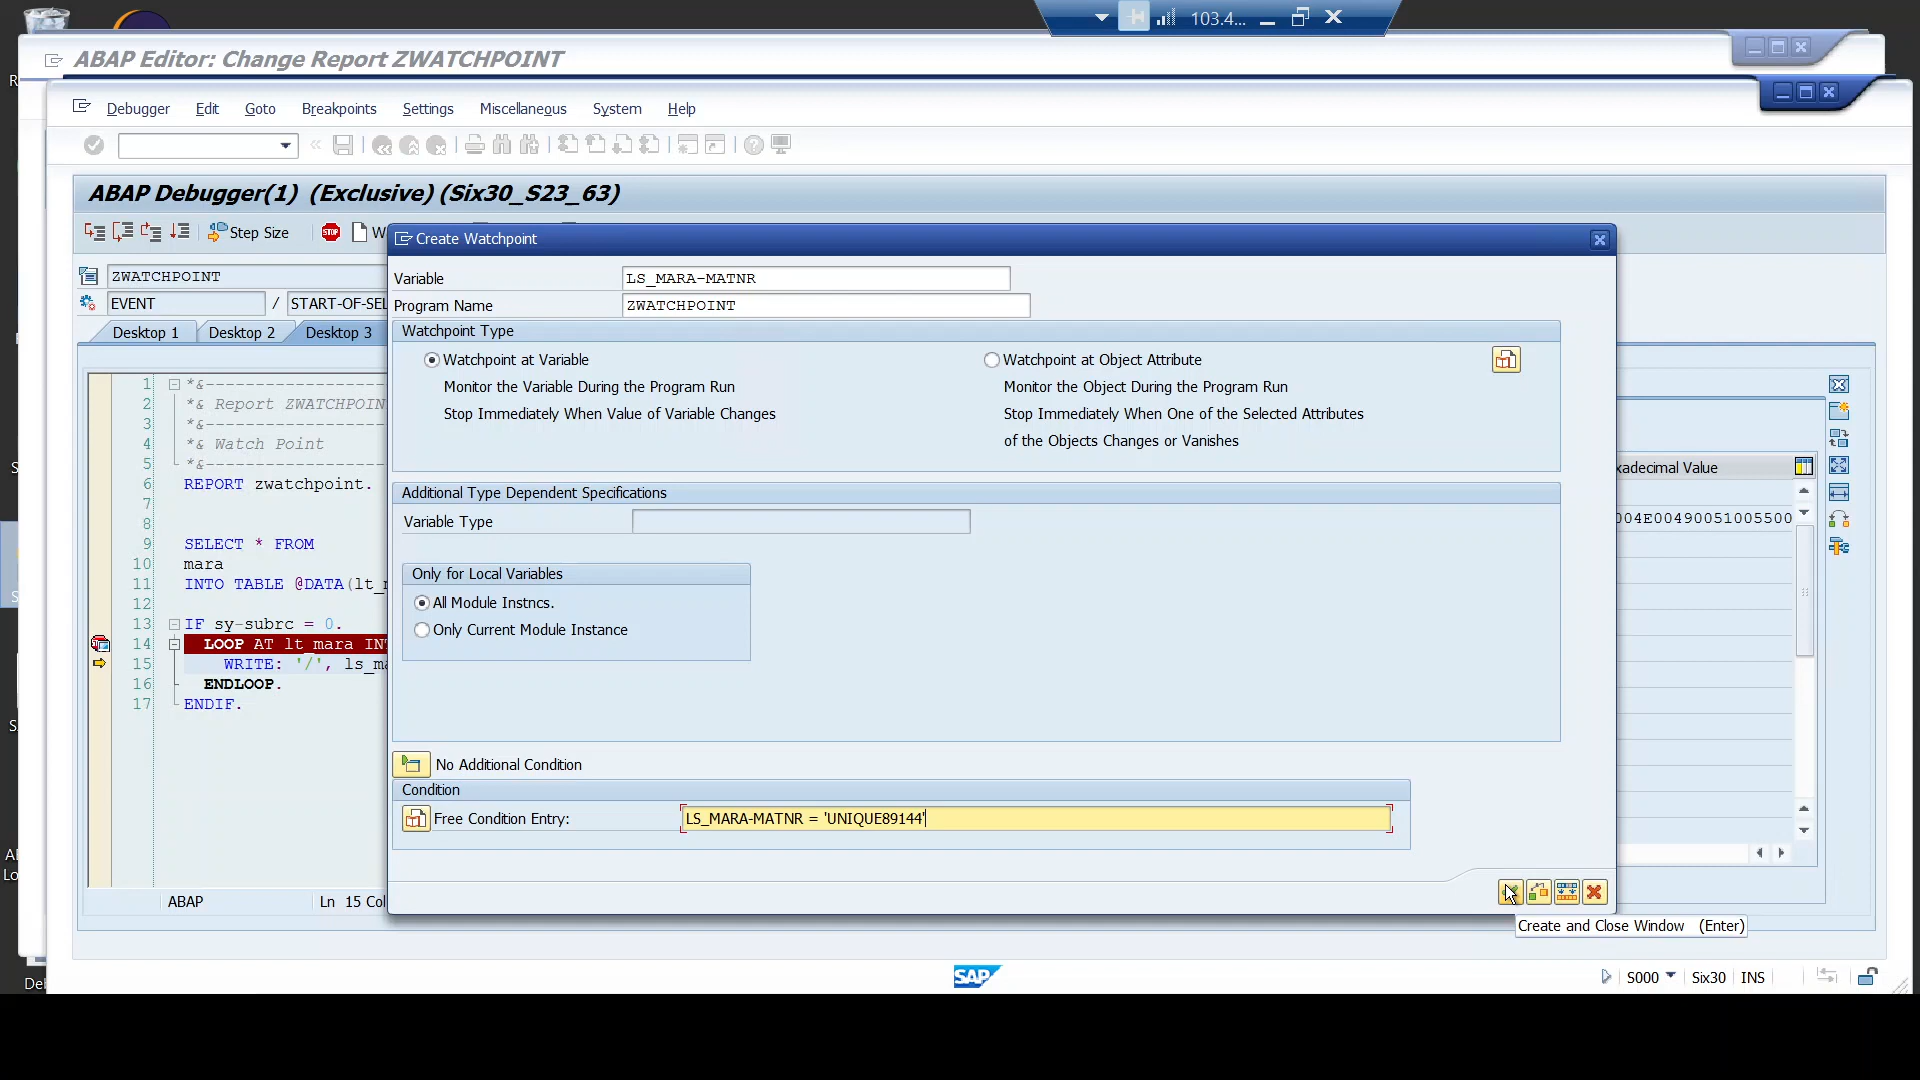 103.4...
ABAP Editor: Change Report ZWATCHPOINT
Debugger Edit Goto Breakpoints Settings Miscellaneous System Help
ABAP Debugger(1) (Exclusive) (Six30_S23_63)
Step Size
STOP
W
Create Watchpoint
Variable LS_MARA-MATNR
Program Name ZWATCHPOINT
ZWATCHPOINT
EVENT / START-OF-SEL
Desktop 1 Desktop 2 Desktop 3
Watchpoint Type
Watchpoint at Variable
Monitor the Variable During the Program Run
Stop Immediately When Value of Variable Changes
Watchpoint at Object Attribute
Monitor the Object During the Program Run
Stop Immediately When One of the Selected Attributes
of the Objects Changes or Vanishes
Additional Type Dependent Specifications
Variable Type
Only for Local Variables
All Module Instncs.
Only Current Module Instance
No Additional Condition
Condition
Free Condition Entry: LS_MARA-MATNR = 'UNIQUE89144'
Create and Close Window (Enter)
1 *&---------------------
2 *& Report ZWATCHPOIN
3 *&---------------------
4 *& Watch Point
5 *&---------------------
6 REPORT zwatchpoint.
7
8
9 SELECT * FROM
10 mara
11 INTO TABLE @DATA(lt_m
12
13 IF sy-subrc = 0.
14 LOOP AT lt_mara INT
15 WRITE: '/', ls_ma
16 ENDLOOP.
17 ENDIF.
xadecimal Value
004E00490051005500
ABAP Ln 15 Col
SAP
S000 Six30 INS